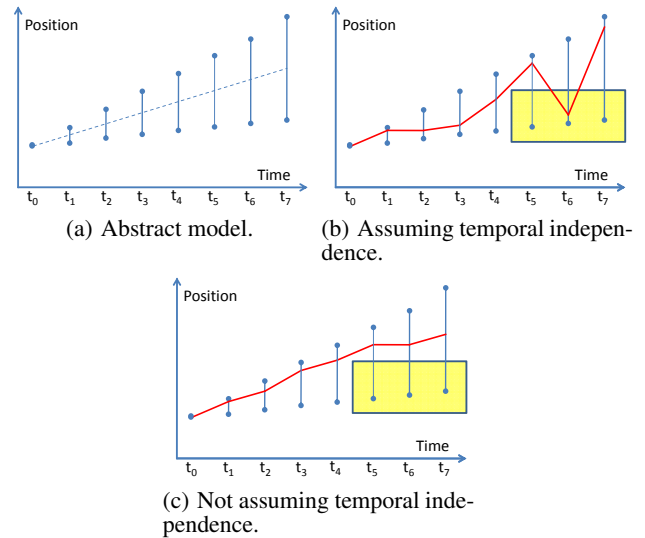 Position
Time
t0 t1 t2 t3 t4 t5 t6 t7
(a) Abstract model.
Position
Time
t0 t1 t2 t3 t4 t5 t6 t7
(b) Assuming temporal indepen-
dence.
Position
Time
t0 t1 t2 t3 t4 t5 t6 t7
(c) Not assuming temporal inde-
pendence.